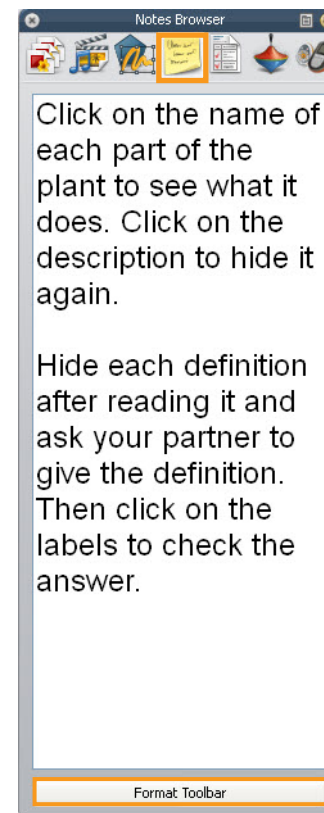 Notes Browser
Click on the name of
each part of the
plant to see what it
does. Click on the
description to hide it
again.
Hide each definition
after reading it and
ask your partner to
give the definition.
Then click on the
labels to check the
answer.
Format Toolbar